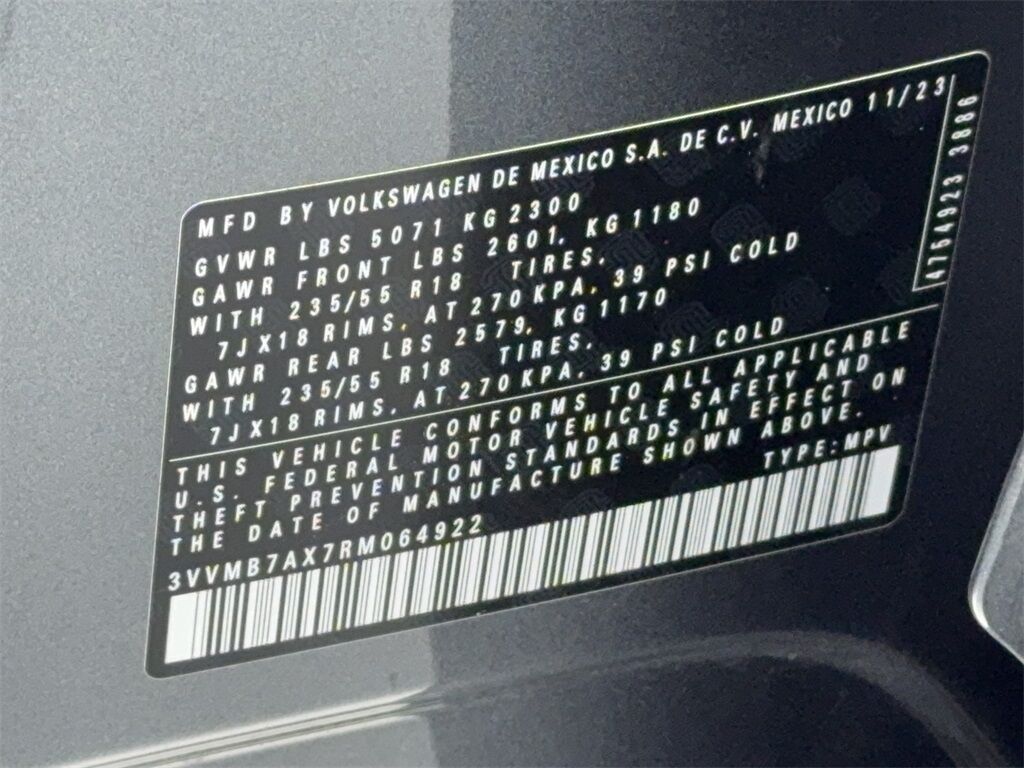 MFD BY VOLKSWAGEN DE MEXICO S.A. DE C.V. MEXICO 11/23
GVWR LBS 5071 KG 2300
GAWR FRONT LBS 2601, KG 1180
WITH 235/55 R18 TIRES,
7JX18 RIMS, AT 270 KPA, 39 PSI COLD
GAWR REAR LBS 2579, KG 1170
WITH 235/55 R18 TIRES,
7JX18 RIMS, AT 270 KPA, 39 PSI COLD
THIS VEHICLE CONFORMS TO ALL APPLICABLE
U.S. FEDERAL MOTOR VEHICLE SAFETY AND
THEFT PREVENTION STANDARDS IN EFFECT ON
THE DATE OF MANUFACTURE SHOWN ABOVE.
TYPE: MPV
3VVMB7AX7RM064922
4764923 3886